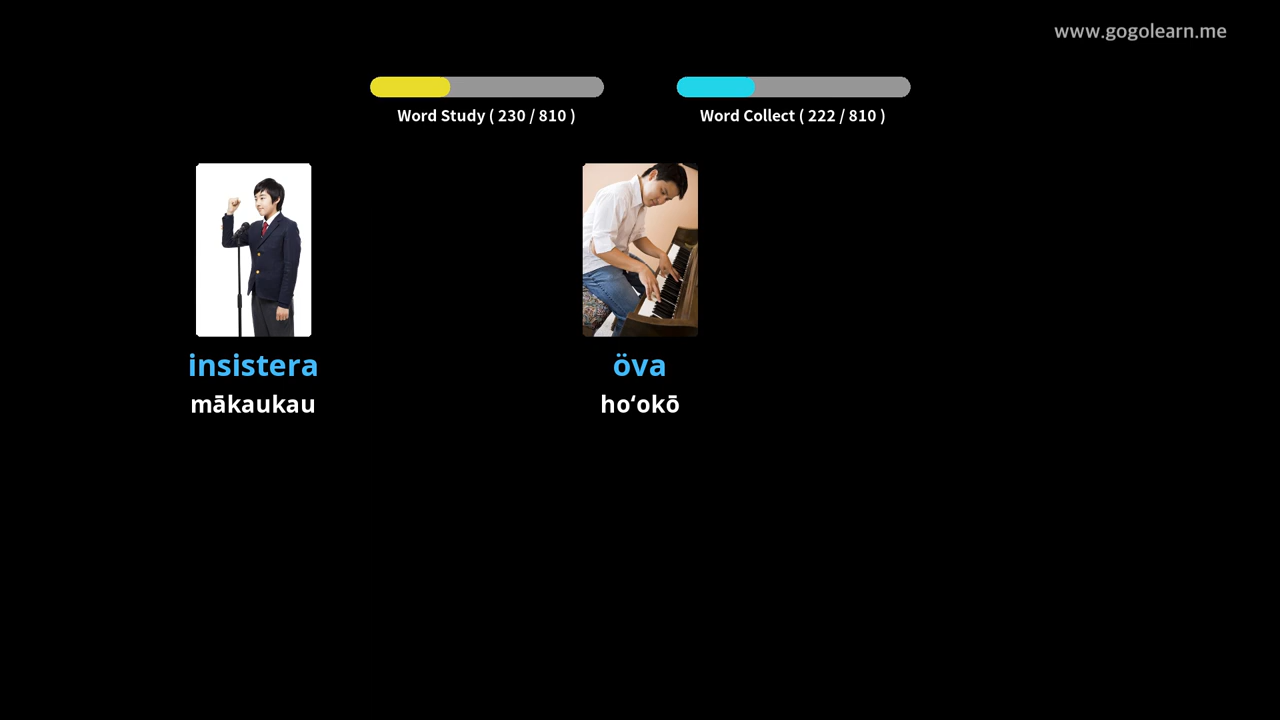 www.gogolearn.me
Word Study ( 230 / 810 )
Word Collect ( 222 / 810 )
insistera
mākaukau
öva
hoʻokō